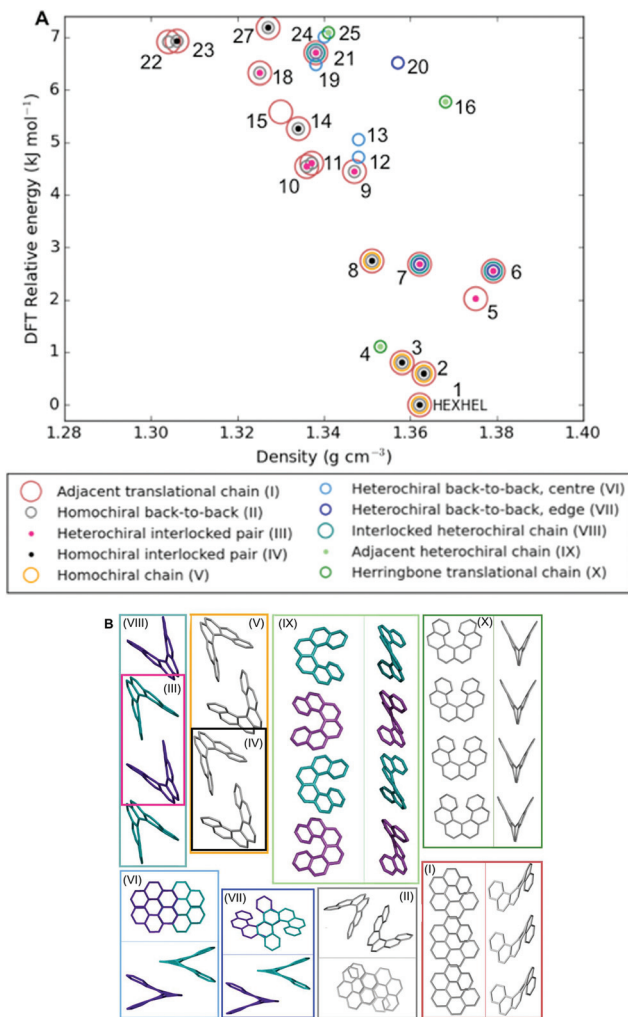 A
8
7
6
5
4
3
2
1
0
DFT Relative energy (kJ mol⁻¹)
27
24
25
22
23
21
20
18
19
16
15
14
13
11
12
10
9
8
7
6
5
4
3
2
1
HEXHEL
1.28
1.30
1.32
1.34
1.36
1.38
1.40
Density (g cm⁻³)
Adjacent translational chain (I)
Homochiral back-to-back (II)
Heterochiral interlocked pair (III)
Homochiral interlocked pair (IV)
Homochiral chain (V)
Heterochiral back-to-back, centre (VI)
Heterochiral back-to-back, edge (VII)
Interlocked heterochiral chain (VIII)
Adjacent heterochiral chain (IX)
Herringbone translational chain (X)
B
(VIII)
(V)
(IX)
(X)
(III)
(IV)
(VI)
(VII)
(II)
(I)